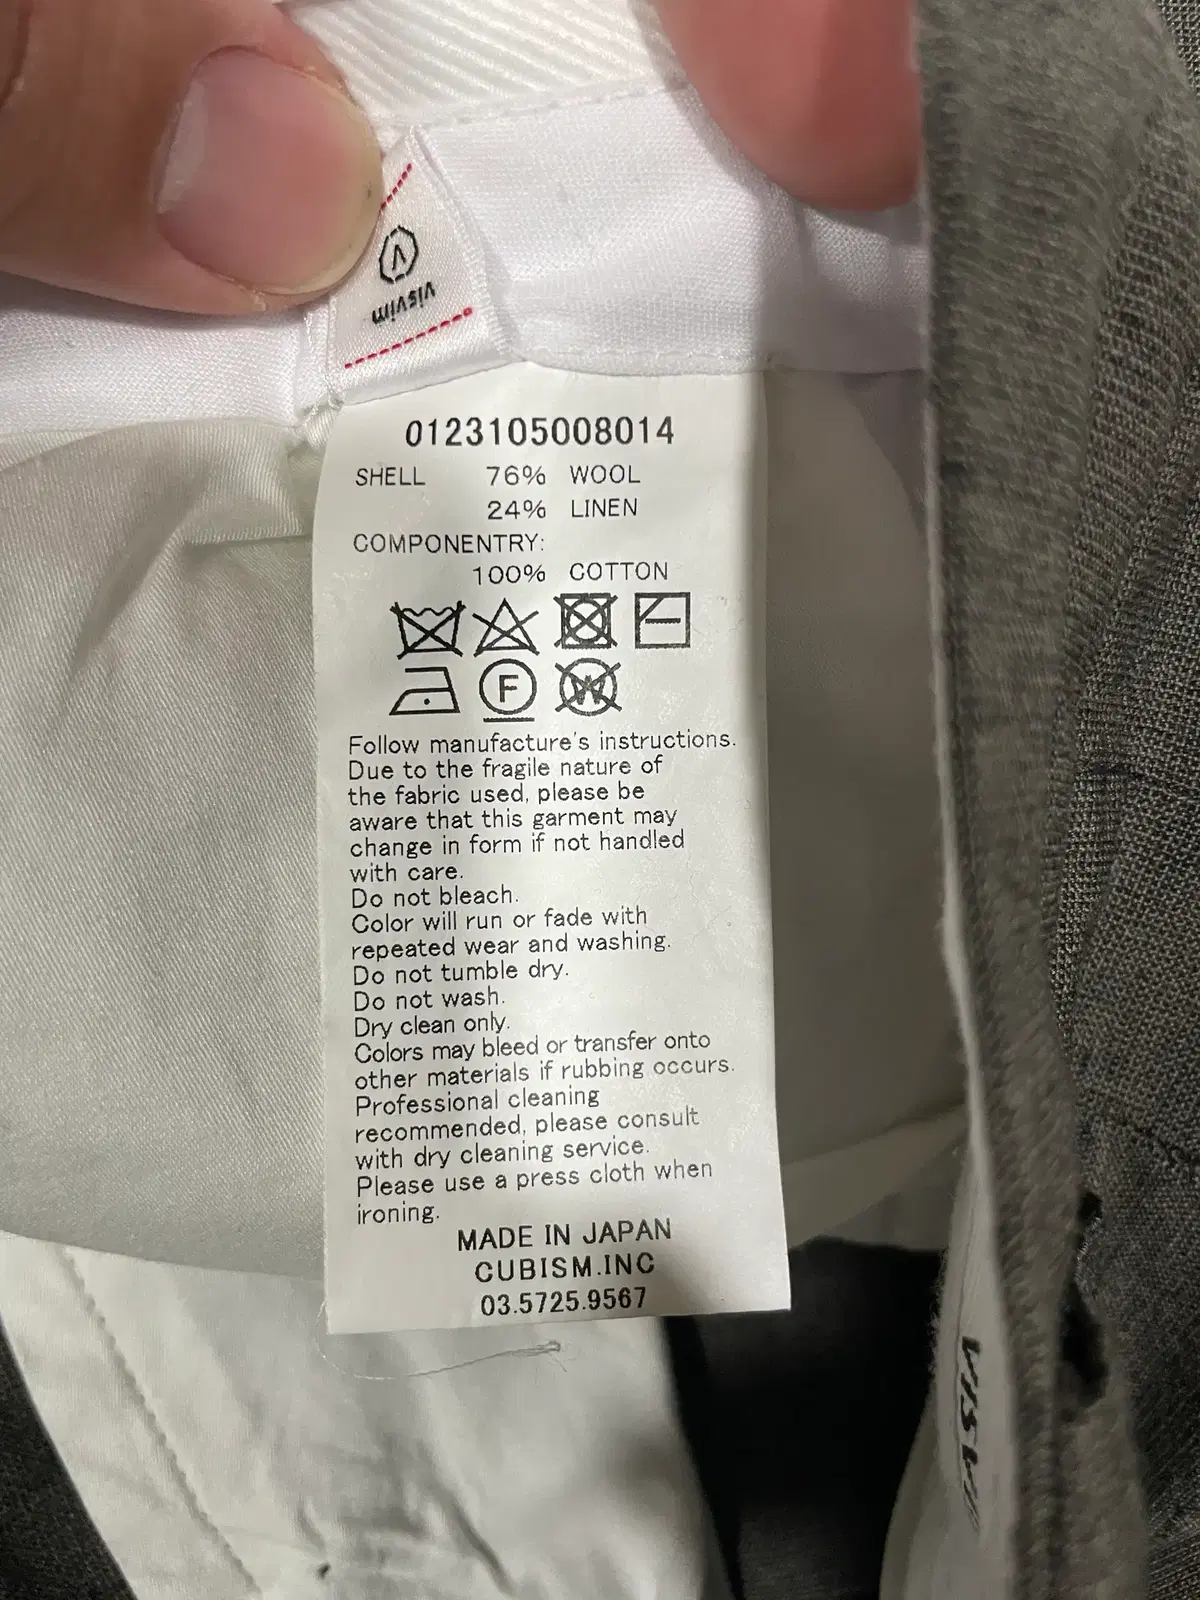 visvim
0123105008014
SHELL 76% WOOL
24% LINEN
COMPONENTRY:
100% COTTON
F W
Follow manufacture's instructions.
Due to the fragile nature of
the fabric used, please be
aware that this garment may
change in form if not handled
with care.
Do not bleach.
Color will run or fade with
repeated wear and washing.
Do not tumble dry.
Do not wash.
Dry clean only.
Colors may bleed or transfer onto
other materials if rubbing occurs.
Professional cleaning
recommended, please consult
with dry cleaning service.
Please use a press cloth when
ironing.
MADE IN JAPAN
CUBISM.INC
03.5725.9567